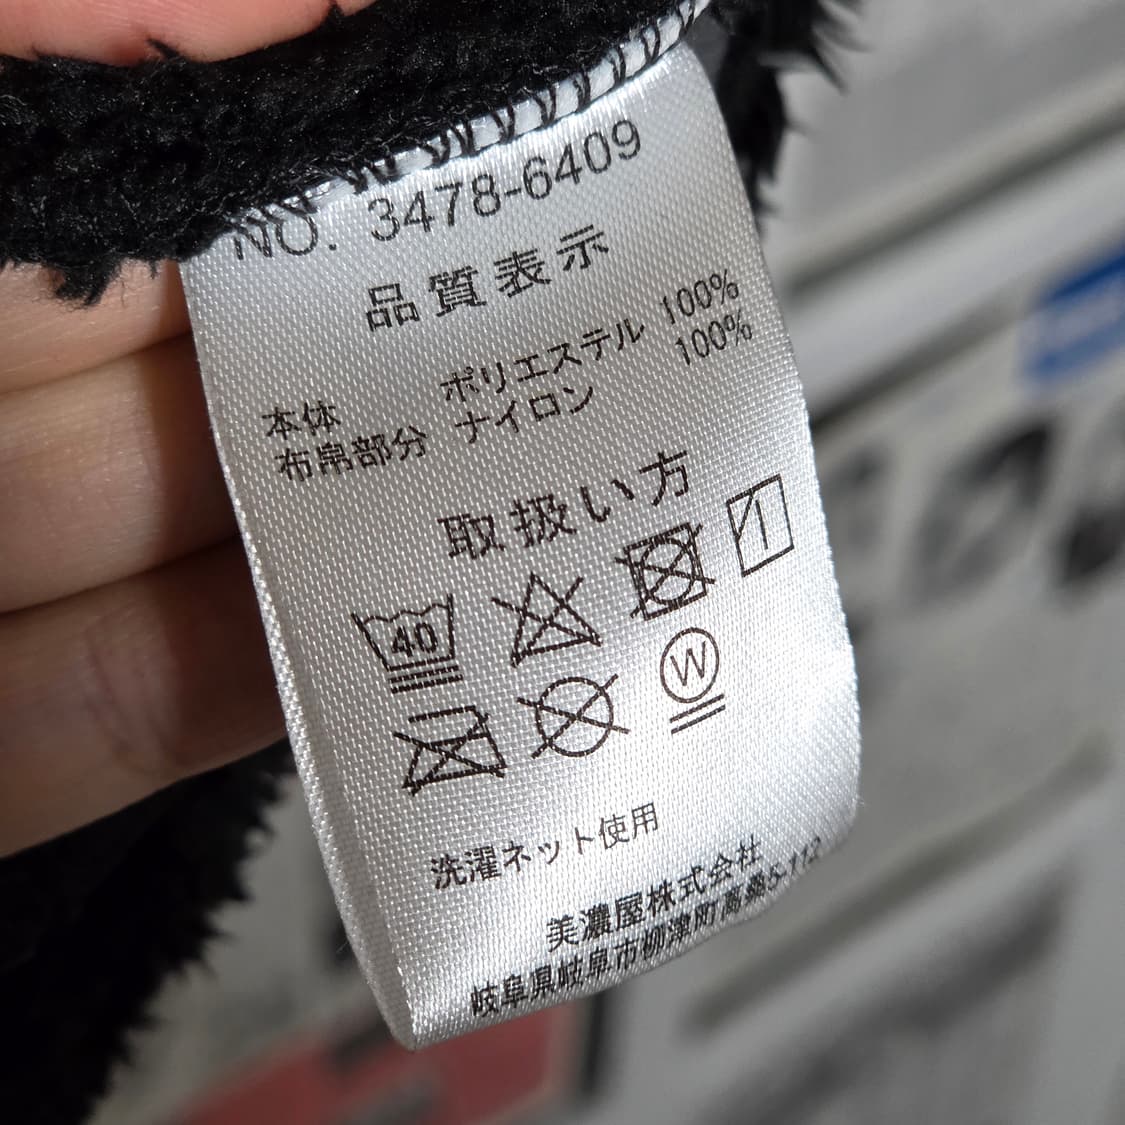 NO. 3478-6409
品質表示
本体 ポリエステル 100%
布帛部分 ナイロン 100%
取扱い方
40
W
洗濯ネット使用
美濃屋株式会社
岐阜県岐阜市柳津町高桑5-112